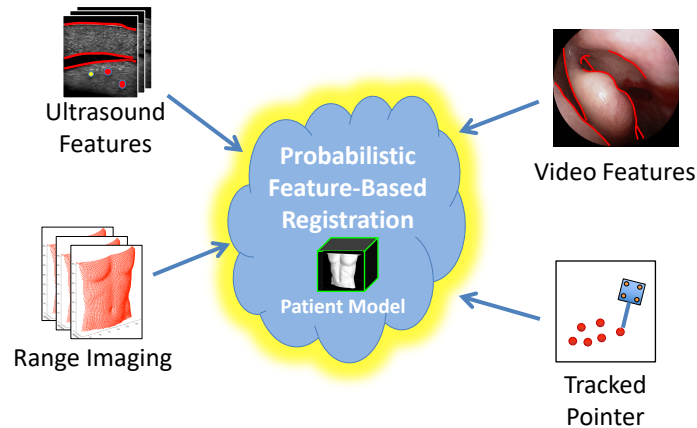 Ultrasound
Features
Probabilistic
Feature-Based
Registration
Patient Model
Video Features
Range Imaging
Tracked
Pointer